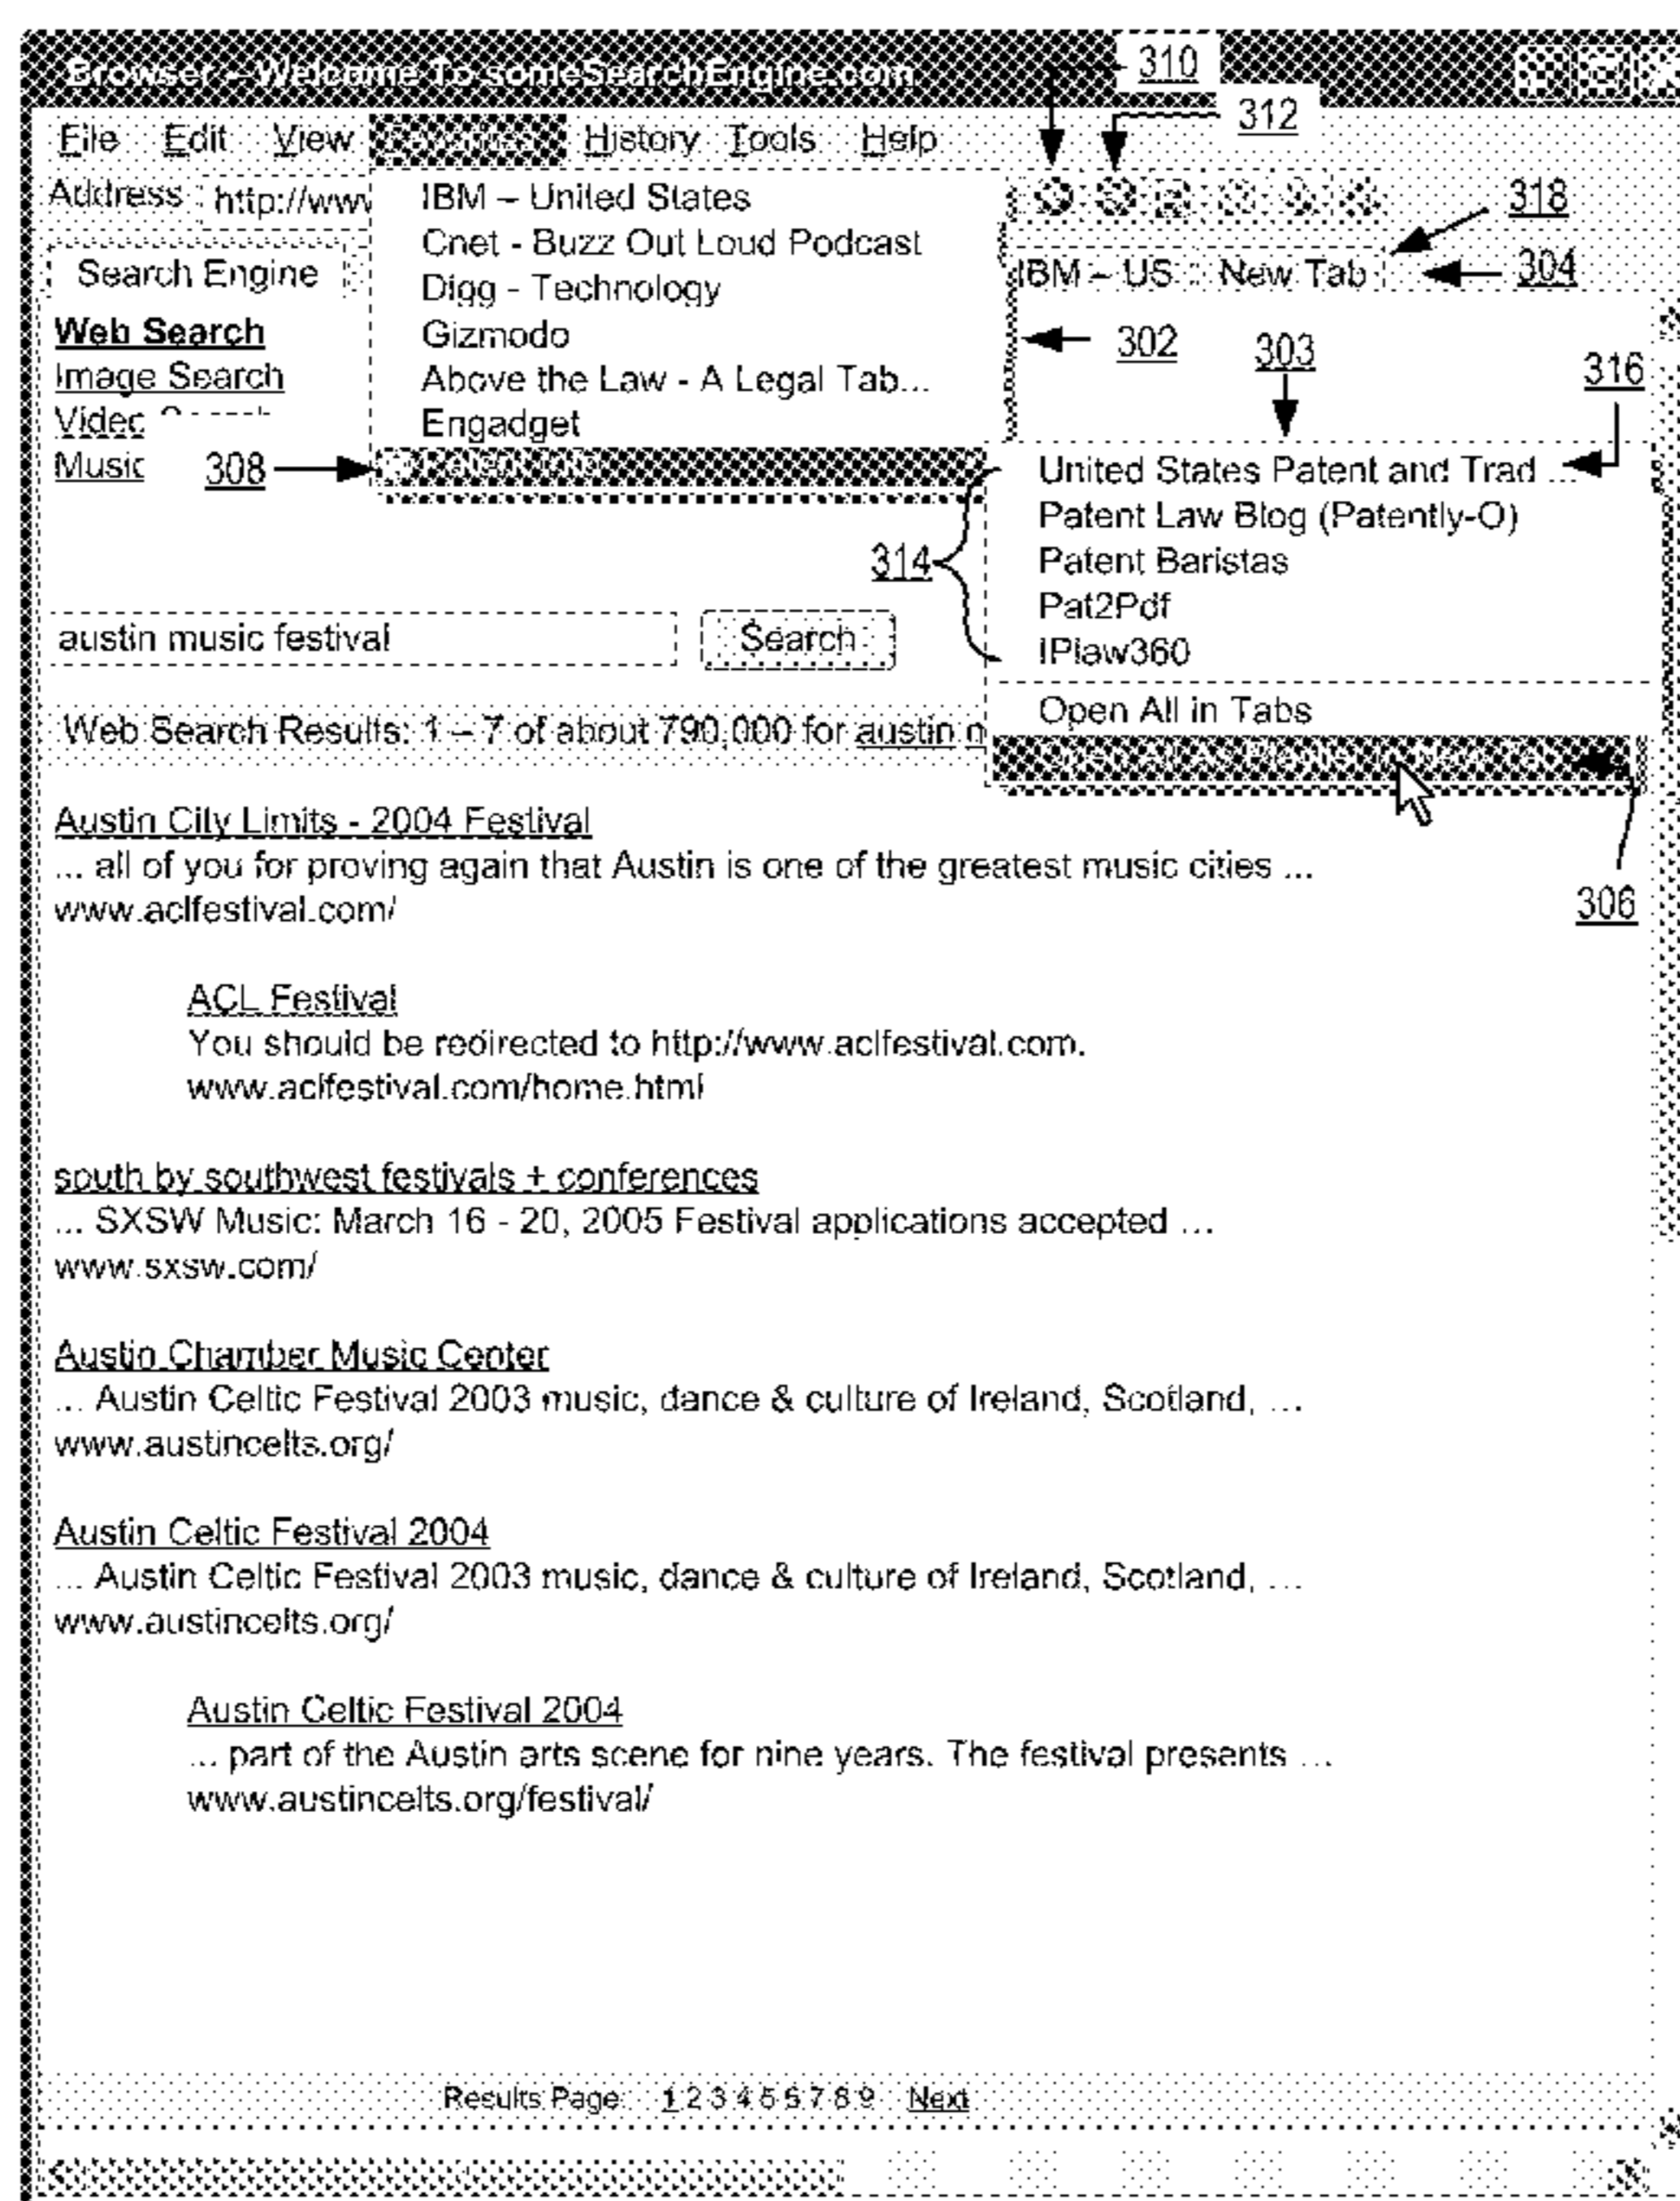 Browser – Welcome To someSearchEngine.com
310
312
File Edit View History Tools Help
Address http://www
318
Search Engine
IBM – US New Tab
304
IBM – United States
Cnet - Buzz Out Loud Podcast
Digg - Technology
Gizmodo
Above the Law - A Legal Tab...
Engadget
302
303
316
Web Search
Image Search
Video
Music
308
United States Patent and Trad ...
Patent Law Blog (Patently-O)
Patent Baristas
Pat2Pdf
IPlaw360
314
Open All in Tabs
306
austin music festival Search
Web Search Results: 1 – 7 of about 790,000 for austin
Austin City Limits - 2004 Festival
... all of you for proving again that Austin is one of the greatest music cities ...
www.aclfestival.com/
ACL Festival
You should be redirected to http://www.aclfestival.com.
www.aclfestival.com/home.html
south by southwest festivals + conferences
... SXSW Music: March 16 - 20, 2005 Festival applications accepted ...
www.sxsw.com/
Austin Chamber Music Center
... Austin Celtic Festival 2003 music, dance & culture of Ireland, Scotland, ...
www.austincelts.org/
Austin Celtic Festival 2004
... Austin Celtic Festival 2003 music, dance & culture of Ireland, Scotland, ...
www.austincelts.org/
Austin Celtic Festival 2004
... part of the Austin arts scene for nine years. The festival presents ...
www.austincelts.org/festival/
Results Page: 1 2 3 4 5 6 7 8 9 Next